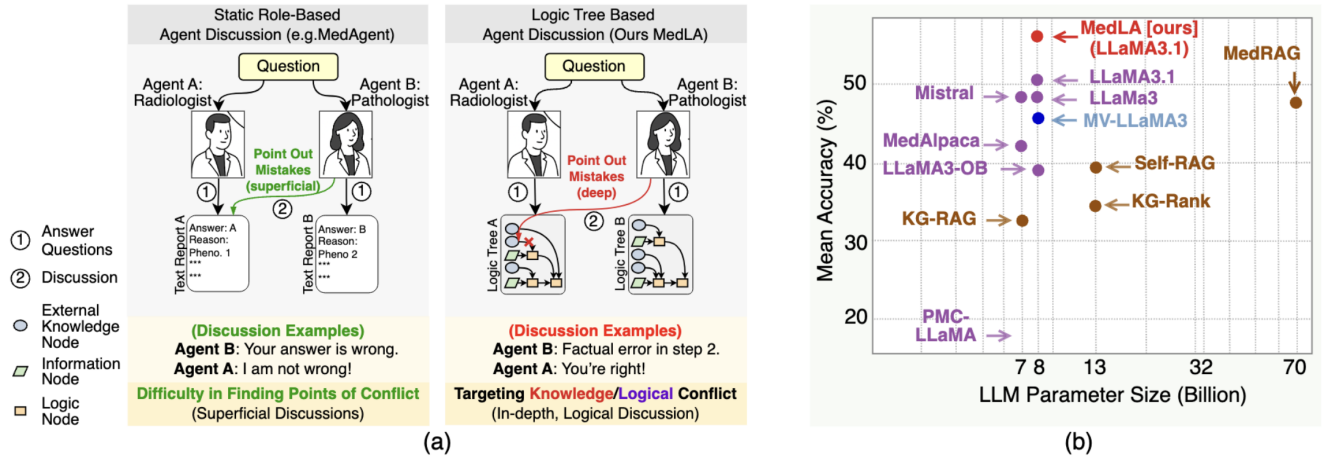 Static Role-Based
Agent Discussion (e.g.MedAgent)
Question
Agent A:
Radiologist
Agent B:
Pathologist
Point Out
Mistakes
(superficial)
1
1
2
Text Report A
Answer: A
Reason:
Pheno. 1
***
***
Text Report B
Answer: B
Reason:
Pheno 2
***
***
(Discussion Examples)
Agent B: Your answer is wrong.
Agent A: I am not wrong!
Difficulty in Finding Points of Conflict
(Superficial Discussions)
Logic Tree Based
Agent Discussion (Ours MedLA)
Question
Agent A:
Radiologist
Agent B:
Pathologist
Point Out
Mistakes
(deep)
1
1
2
Logic Tree A
Logic Tree B
(Discussion Examples)
Agent B: Factual error in step 2.
Agent A: You're right!
Targeting Knowledge/Logical Conflict
(In-depth, Logical Discussion)
1 Answer
Questions
2 Discussion
External
Knowledge
Node
Information
Node
Logic
Node
(a)
Mean Accuracy (%)
50
40
30
20
MedLA [ours]
(LLaMA3.1)
MedRAG
LLaMA3.1
Mistral
LLaMa3
MV-LLaMA3
MedAlpaca
LLaMA3-OB
Self-RAG
KG-Rank
KG-RAG
PMC-
LLaMA
7 8 13 32 70
LLM Parameter Size (Billion)
(b)